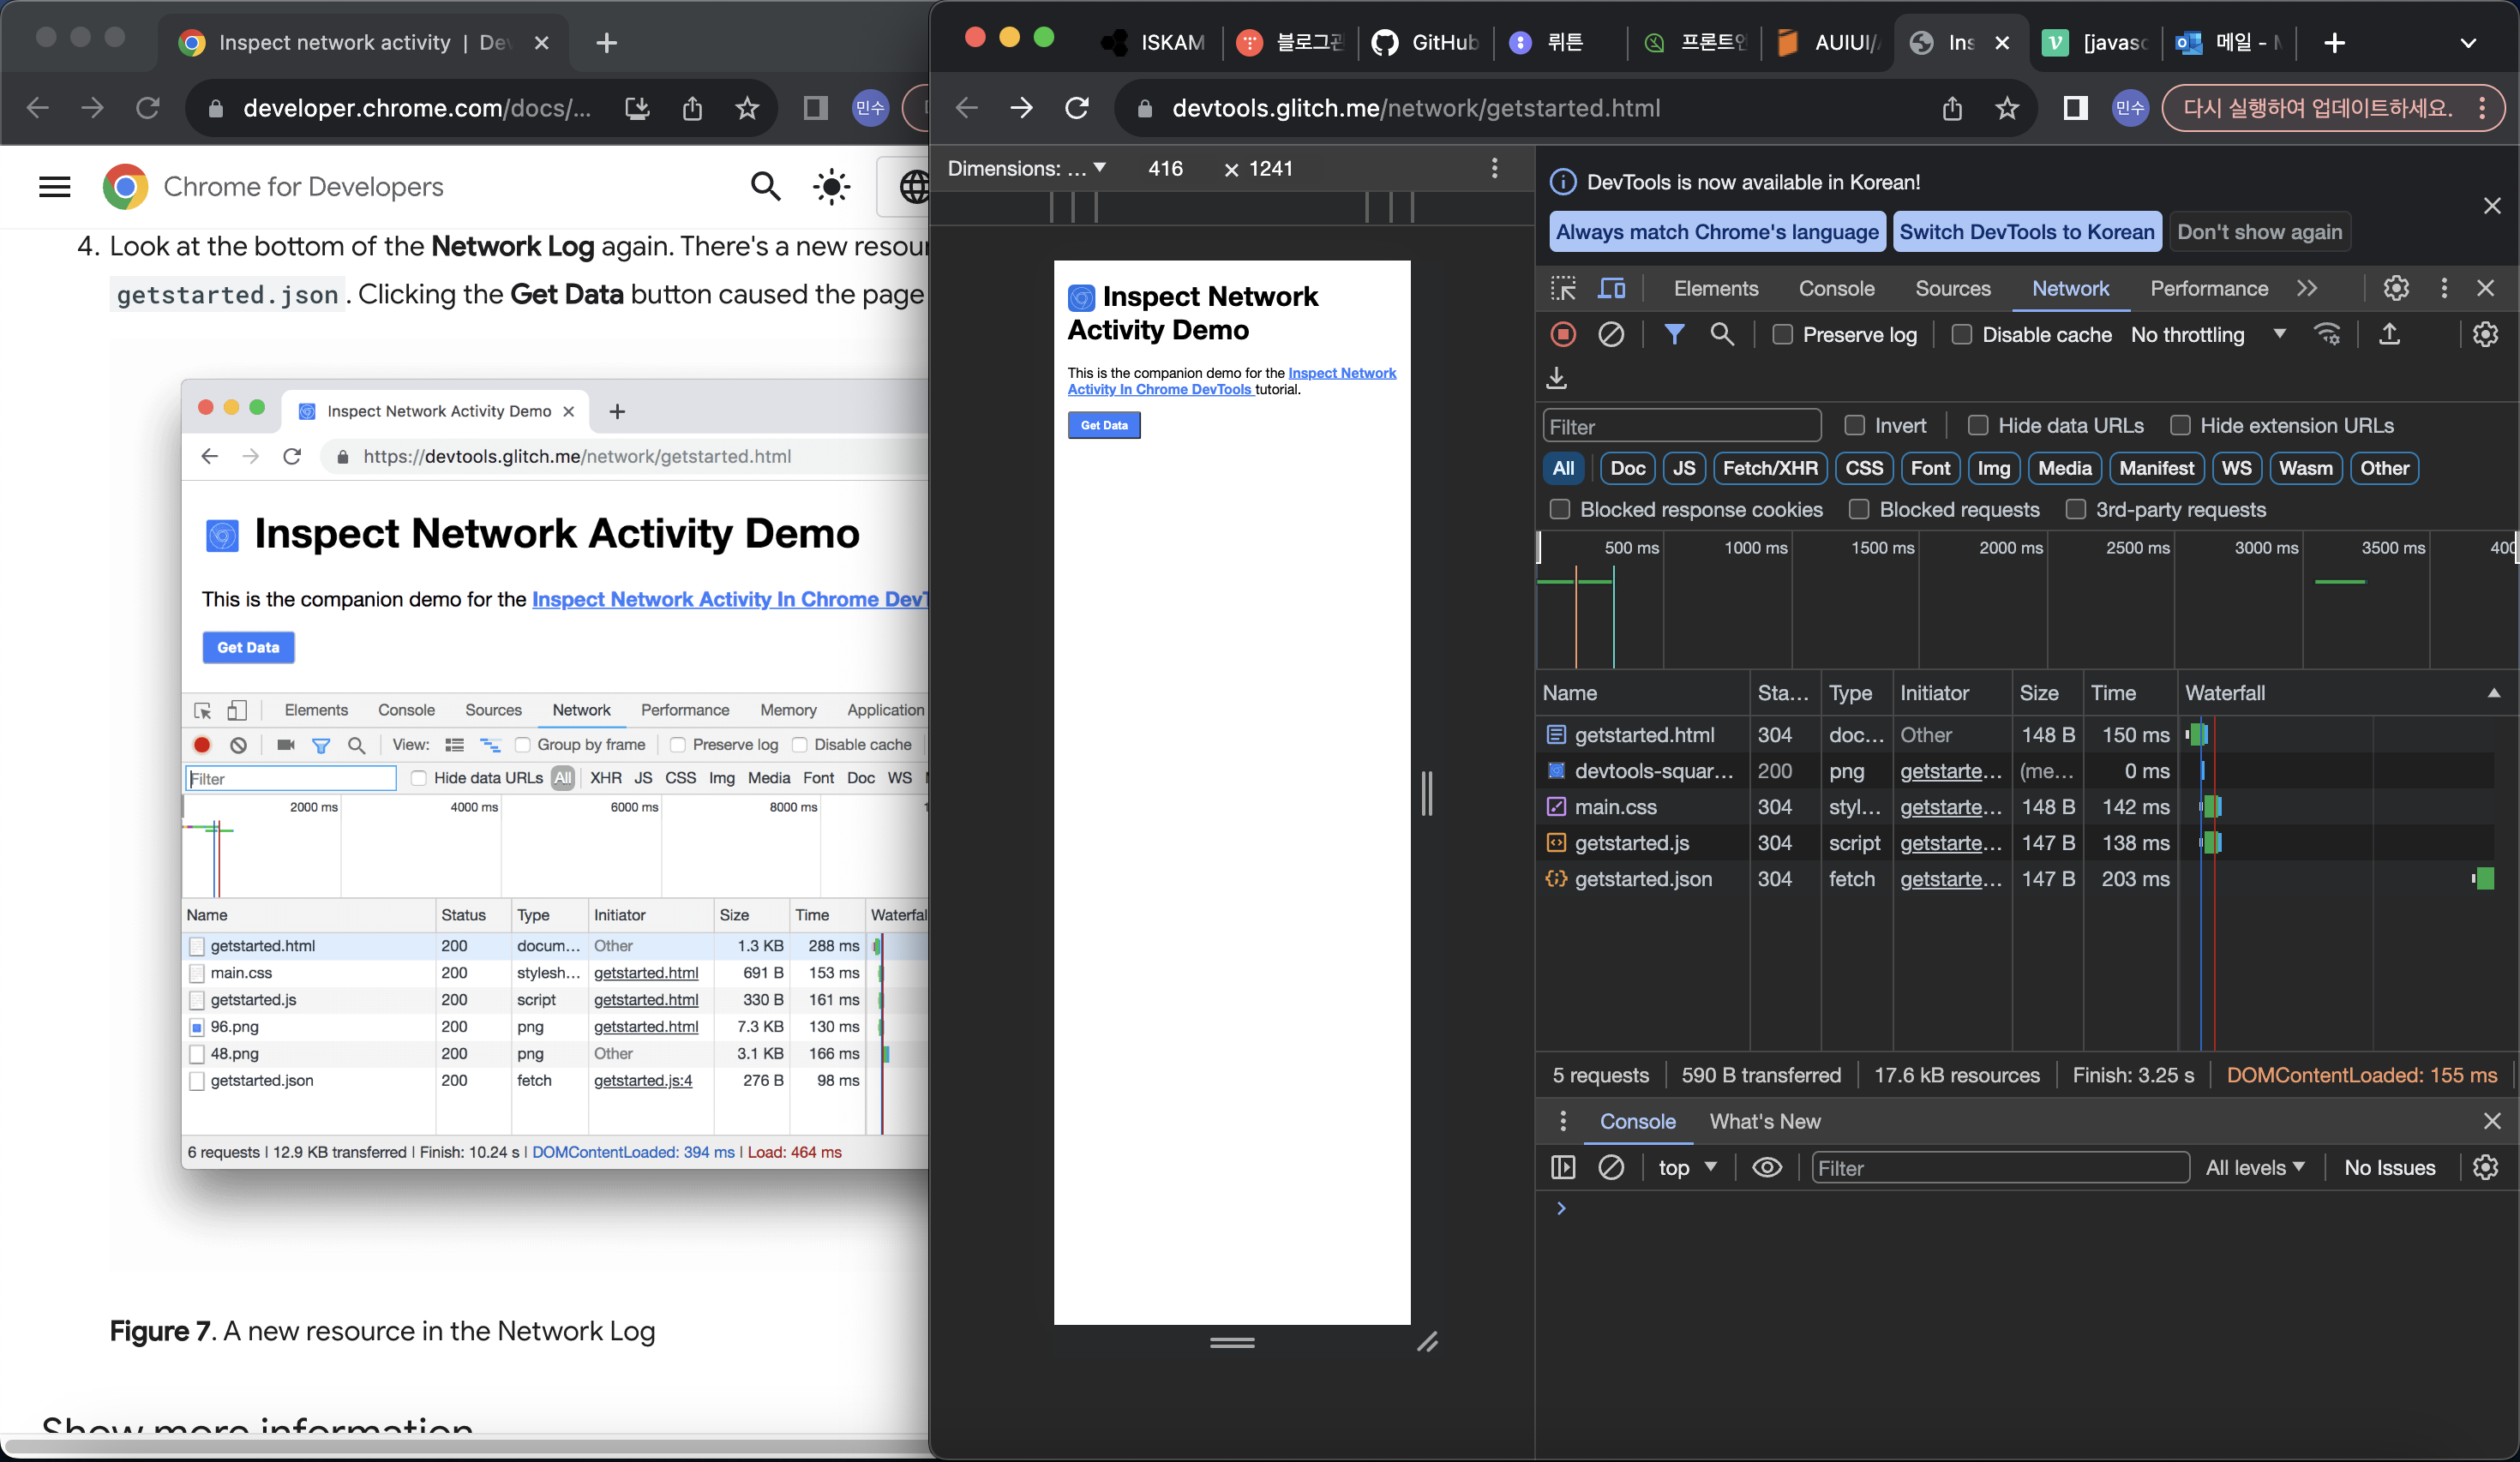 Inspect network activity | Dev
developer.chrome.com/docs/...
민수
Chrome for Developers
4. Look at the bottom of the Network Log again. There's a new resour
getstarted.json. Clicking the Get Data button caused the page
Inspect Network Activity Demo
https://devtools.glitch.me/network/getstarted.html
Inspect Network Activity Demo
This is the companion demo for the Inspect Network Activity In Chrome DevT
Get Data
Elements Console Sources Network Performance Memory Application
View: Group by frame Preserve log Disable cache
Filter Hide data URLs All XHR JS CSS Img Media Font Doc WS
2000 ms 4000 ms 6000 ms 8000 ms
Name Status Type Initiator Size Time Waterfal
getstarted.html 200 docum... Other 1.3 KB 288 ms
main.css 200 stylesh... getstarted.html 691 B 153 ms
getstarted.js 200 script getstarted.html 330 B 161 ms
96.png 200 png getstarted.html 7.3 KB 130 ms
48.png 200 png Other 3.1 KB 166 ms
getstarted.json 200 fetch getstarted.js:4 276 B 98 ms
6 requests | 12.9 KB transferred | Finish: 10.24 s | DOMContentLoaded: 394 ms | Load: 464 ms
Figure 7. A new resource in the Network Log
Show more information
ISKAM 블로그관 GitHub 뤼튼 프론트엔 AUIUI/ Ins [javasc 메일 -
devtools.glitch.me/network/getstarted.html
민수
다시 실행하여 업데이트하세요.
Dimensions: ... 416 × 1241
Inspect Network
Activity Demo
This is the companion demo for the Inspect Network
Activity In Chrome DevTools tutorial.
Get Data
DevTools is now available in Korean!
Always match Chrome's language Switch DevTools to Korean Don't show again
Elements Console Sources Network Performance
Preserve log Disable cache No throttling
Filter Invert Hide data URLs Hide extension URLs
All Doc JS Fetch/XHR CSS Font Img Media Manifest WS Wasm Other
Blocked response cookies Blocked requests 3rd-party requests
500 ms 1000 ms 1500 ms 2000 ms 2500 ms 3000 ms 3500 ms 400
Name Sta... Type Initiator Size Time Waterfall
getstarted.html 304 doc... Other 148 B 150 ms
devtools-squar... 200 png getstarte... (me... 0 ms
main.css 304 styl... getstarte... 148 B 142 ms
getstarted.js 304 script getstarte... 147 B 138 ms
getstarted.json 304 fetch getstarte... 147 B 203 ms
5 requests 590 B transferred 17.6 kB resources Finish: 3.25 s DOMContentLoaded: 155 ms
Console What's New
top Filter All levels No Issues